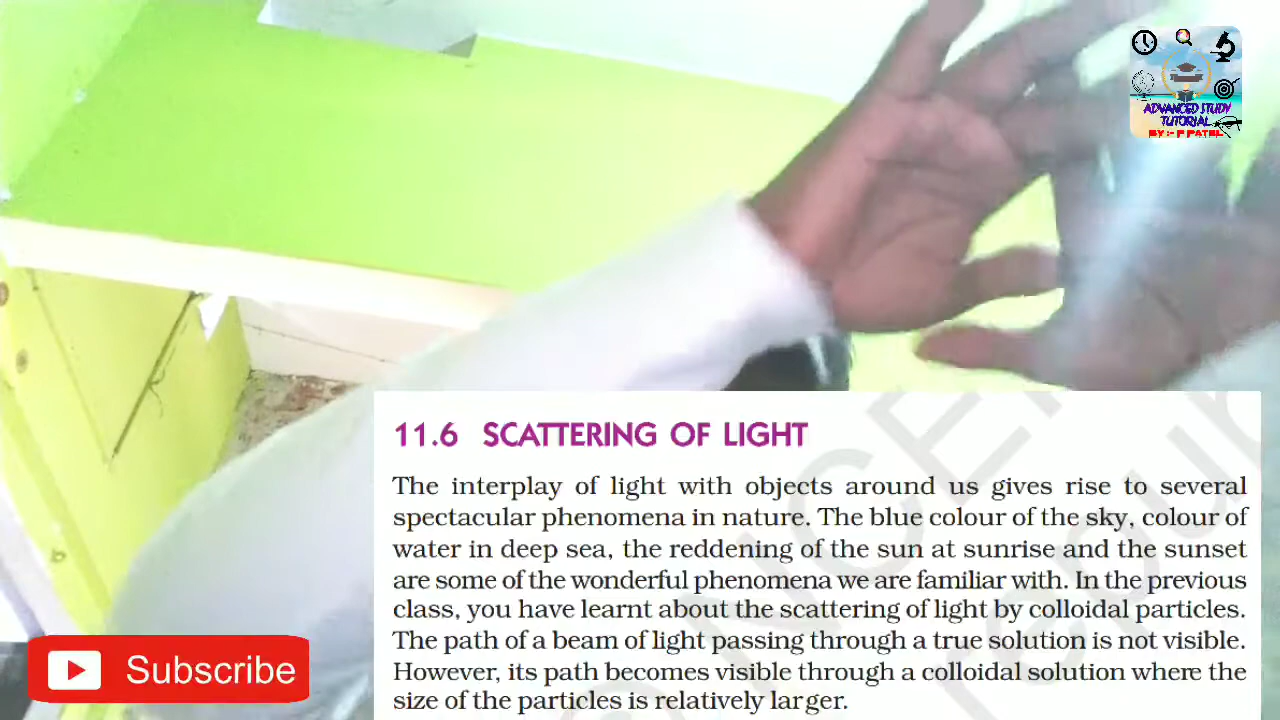 ADVANCED STUDY
TUTORIAL
BY :- P PATEL
11.6 SCATTERING OF LIGHT
The interplay of light with objects around us gives rise to several
spectacular phenomena in nature. The blue colour of the sky, colour of
water in deep sea, the reddening of the sun at sunrise and the sunset
are some of the wonderful phenomena we are familiar with. In the previous
class, you have learnt about the scattering of light by colloidal particles.
The path of a beam of light passing through a true solution is not visible.
However, its path becomes visible through a colloidal solution where the
size of the particles is relatively larger.
Subscribe